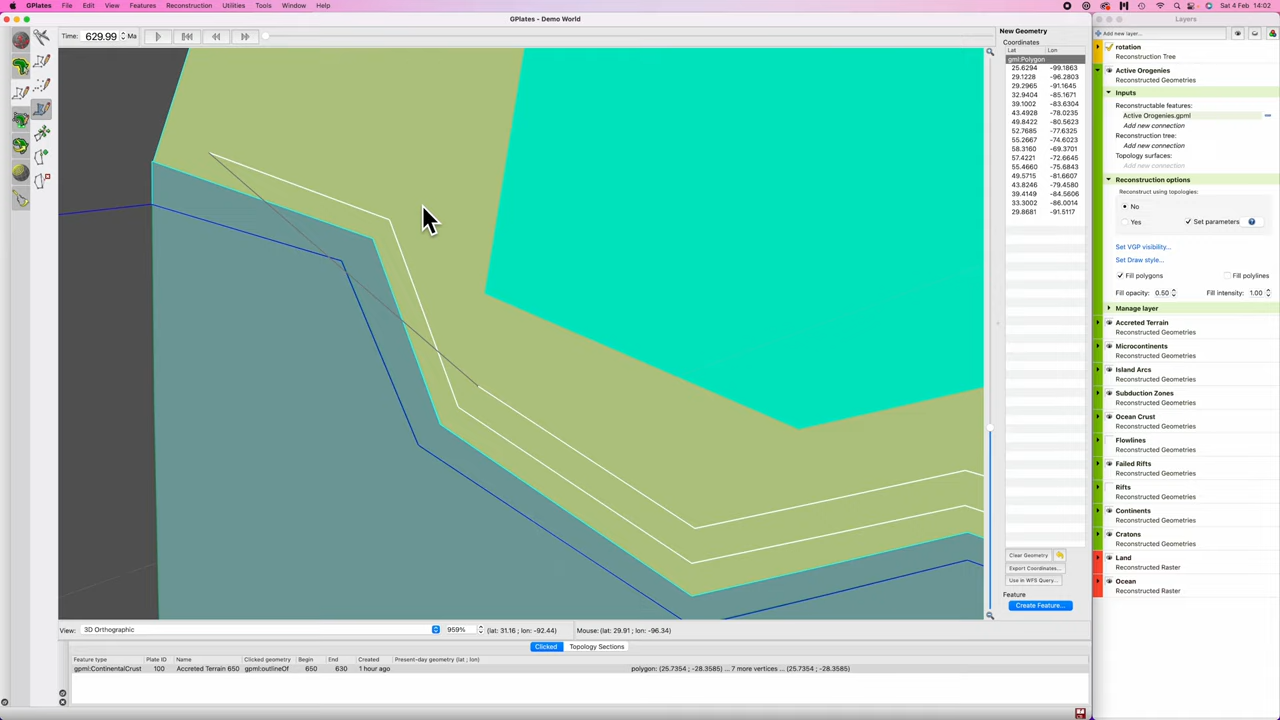 GPlates File Edit View Features Reconstruction Utilities Tools Window Help Sat 4 Feb 14:02
GPlates - Demo World
Layers
Time: 629.99 Ma
New Geometry
Coordinates
Lat Lon
gml:Polygon
25.6294 -99.1863
29.1228 -96.2803
29.2965 -91.1645
32.9404 -85.1671
39.1002 -83.6304
43.4928 -78.0235
49.8422 -80.5623
52.7685 -77.6325
55.2667 -74.6023
58.3160 -69.3701
57.4221 -72.6645
55.4660 -75.6843
49.5715 -81.6607
43.8246 -79.4580
39.4149 -84.5606
33.3002 -86.0014
29.8681 -91.5117
Clear Geometry
Export Coordinates...
Use in WFS Query...
Feature
Create Feature...
Add new layer...
rotation
Reconstruction Tree
Active Orogenies
Reconstructed Geometries
Inputs
Reconstructable features:
Active Orogenies.gpml
Add new connection
Reconstruction tree:
Add new connection
Topology surfaces:
Add new connection
Reconstruction options
Reconstruct using topologies:
No
Yes Set parameters ?
Set VGP visibility...
Set Draw style...
Fill polygons Fill polylines
Fill opacity: 0.50 Fill intensity: 1.00
Manage layer
Accreted Terrain
Reconstructed Geometries
Microcontinents
Reconstructed Geometries
Island Arcs
Reconstructed Geometries
Subduction Zones
Reconstructed Geometries
Ocean Crust
Reconstructed Geometries
Flowlines
Reconstructed Geometries
Failed Rifts
Reconstructed Geometries
Rifts
Reconstructed Geometries
Continents
Reconstructed Geometries
Cratons
Reconstructed Geometries
Land
Reconstructed Raster
Ocean
Reconstructed Raster
View: 3D Orthographic 959% (lat: 31.16 ; lon: -92.44) Mouse: (lat: 29.91 ; lon: -96.34)
Clicked Topology Sections
Feature type Plate ID Name Clicked geometry Begin End Created Present-day geometry (lat ; lon)
gpml:ContinentalCrust 100 Accreted Terrain 650 gpml:outlineOf 650 630 1 hour ago polygon: (25.7354 ; -28.3585) ... 7 more vertices ... (25.7354 ; -28.3585)